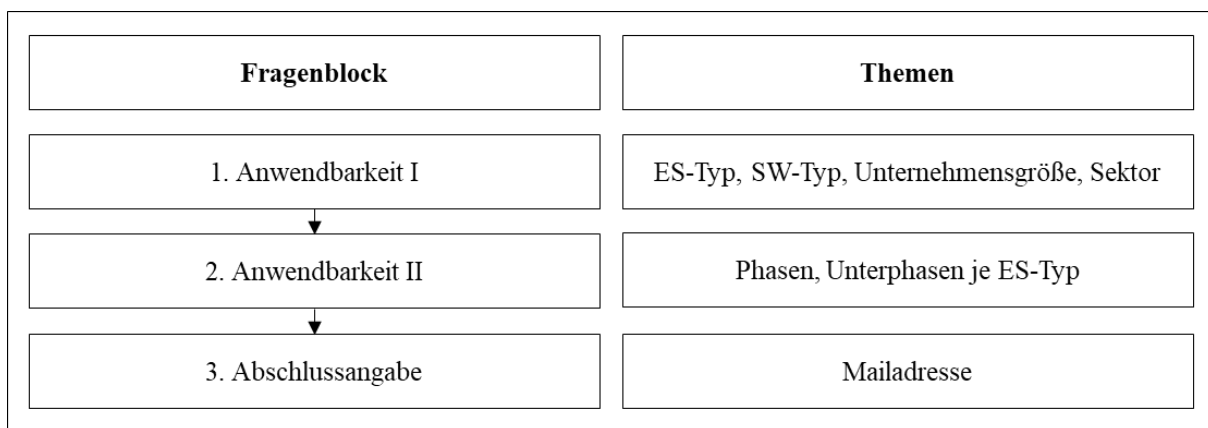 Fragenblock
Themen
1. Anwendbarkeit I
ES-Typ, SW-Typ, Unternehmensgröße, Sektor
2. Anwendbarkeit II
Phasen, Unterphasen je ES-Typ
3. Abschlussangabe
Mailadresse